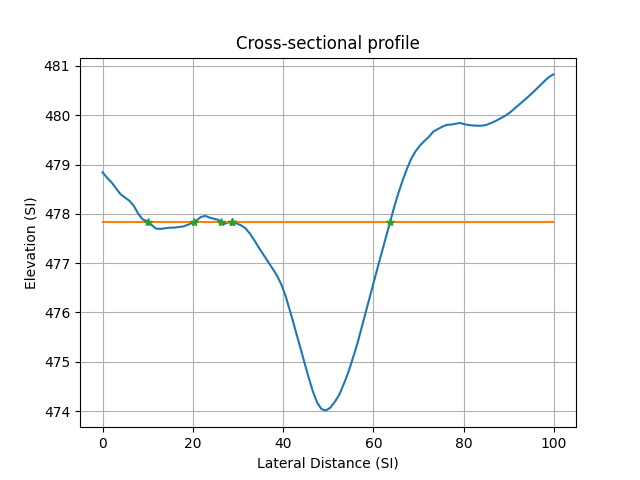 Cross-sectional profile
481
480
479
478
477
476
475
474
Elevation (SI)
0 20 40 60 80 100
Lateral Distance (SI)